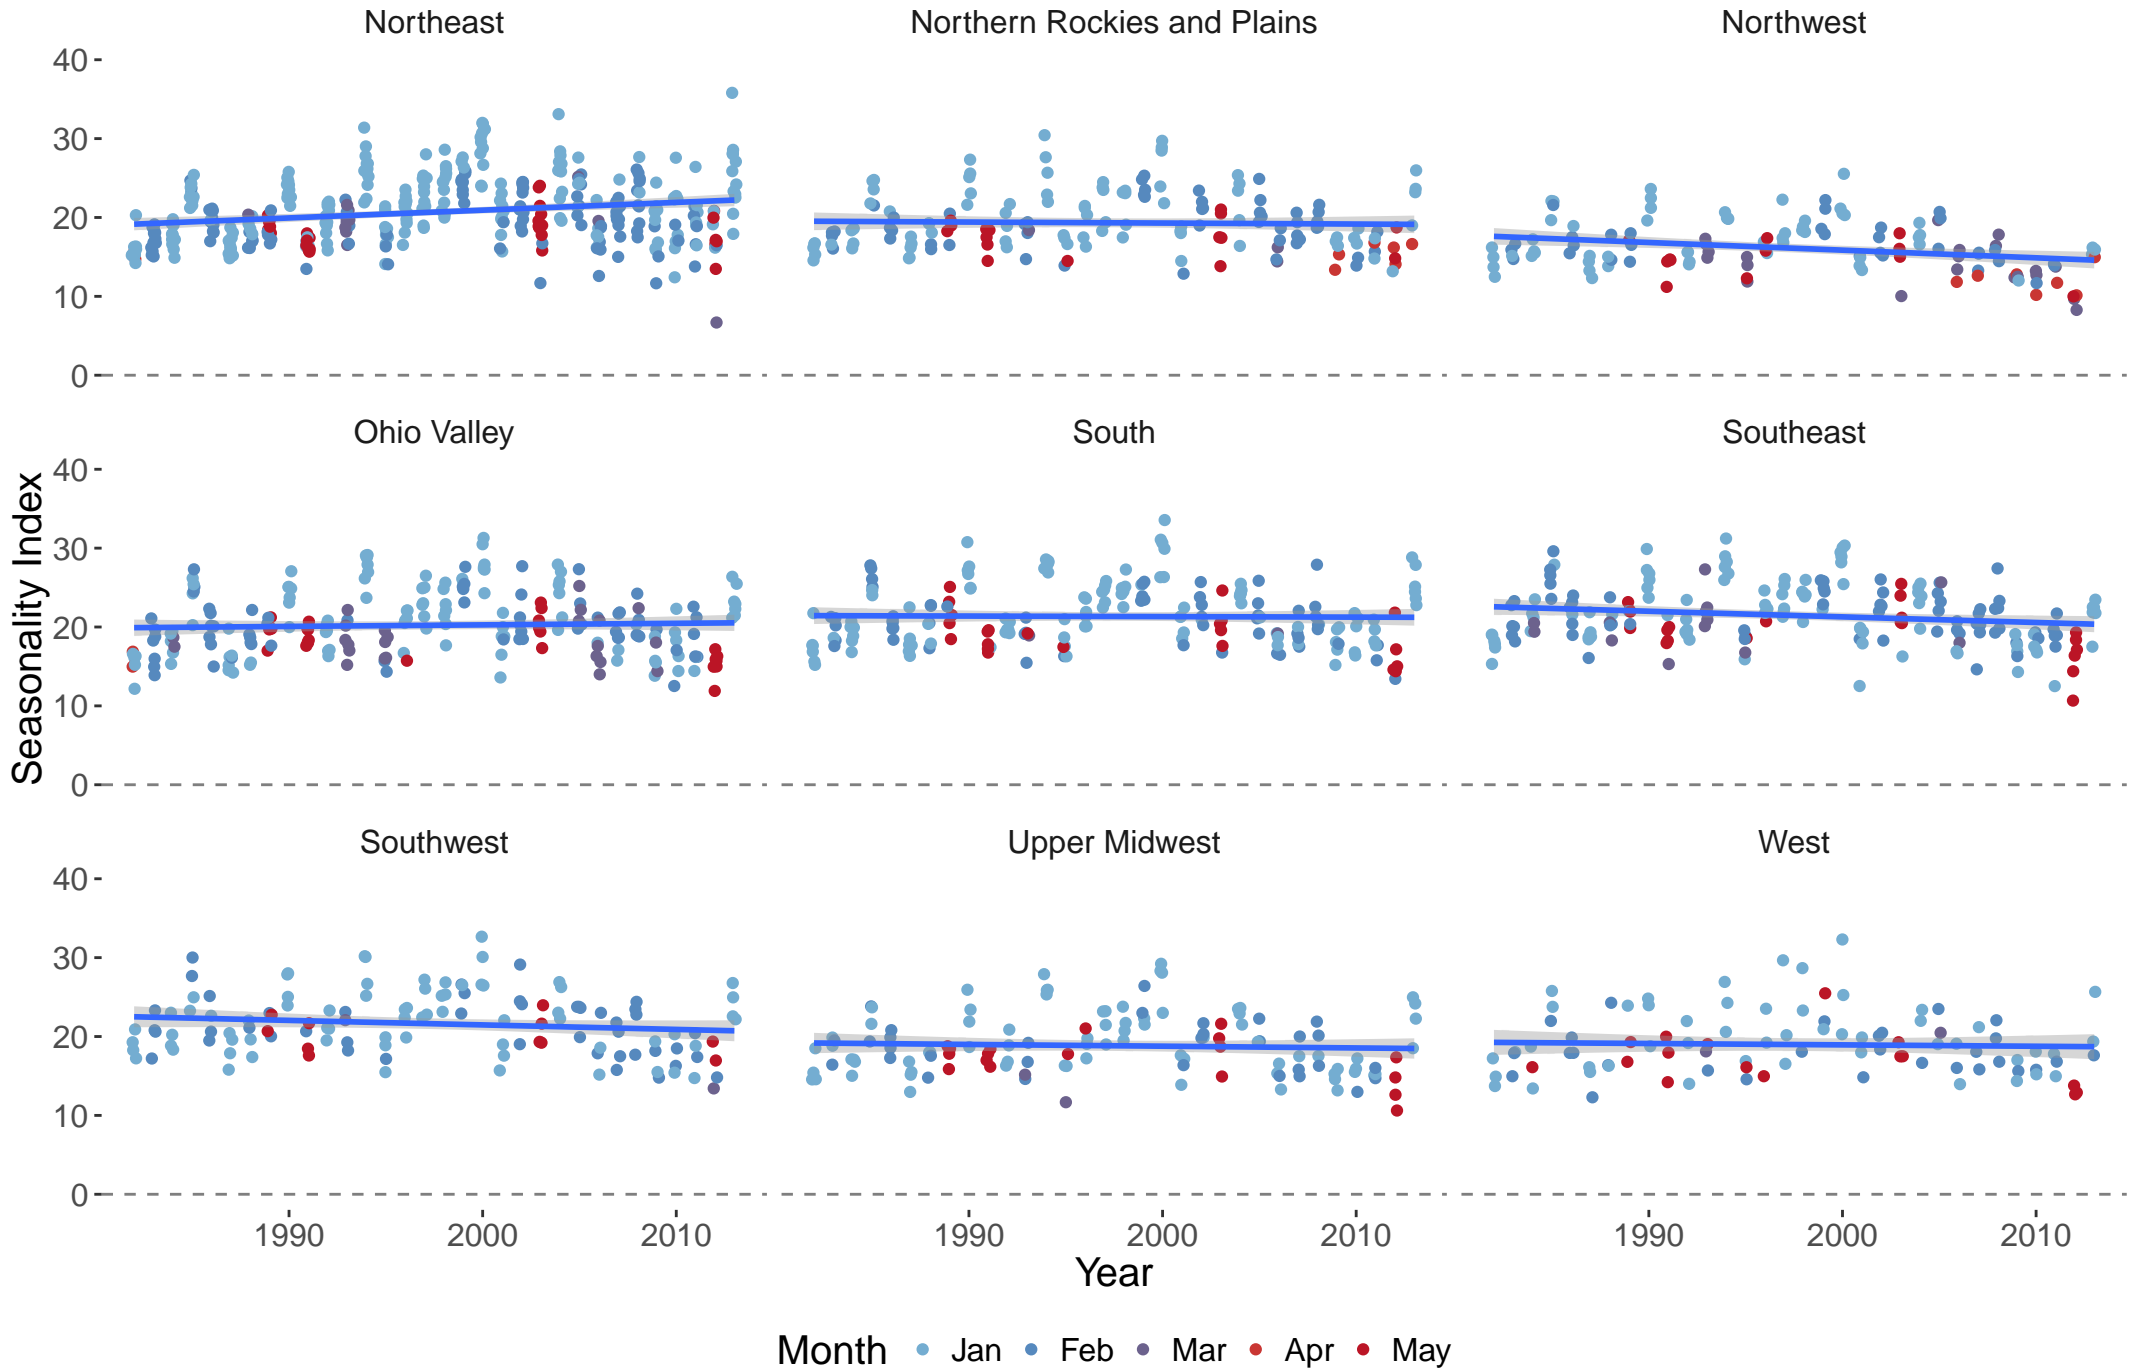 Northeast Northern Rockies and Plains Northwest
40
30
20
10
0
Ohio Valley South Southeast
40
30
20
10
0
Southwest Upper Midwest West
40
30
20
10
0
1990 2000 2010 1990 2000 2010 1990 2000 2010
Seasonality Index
Year
Month Jan Feb Mar Apr May